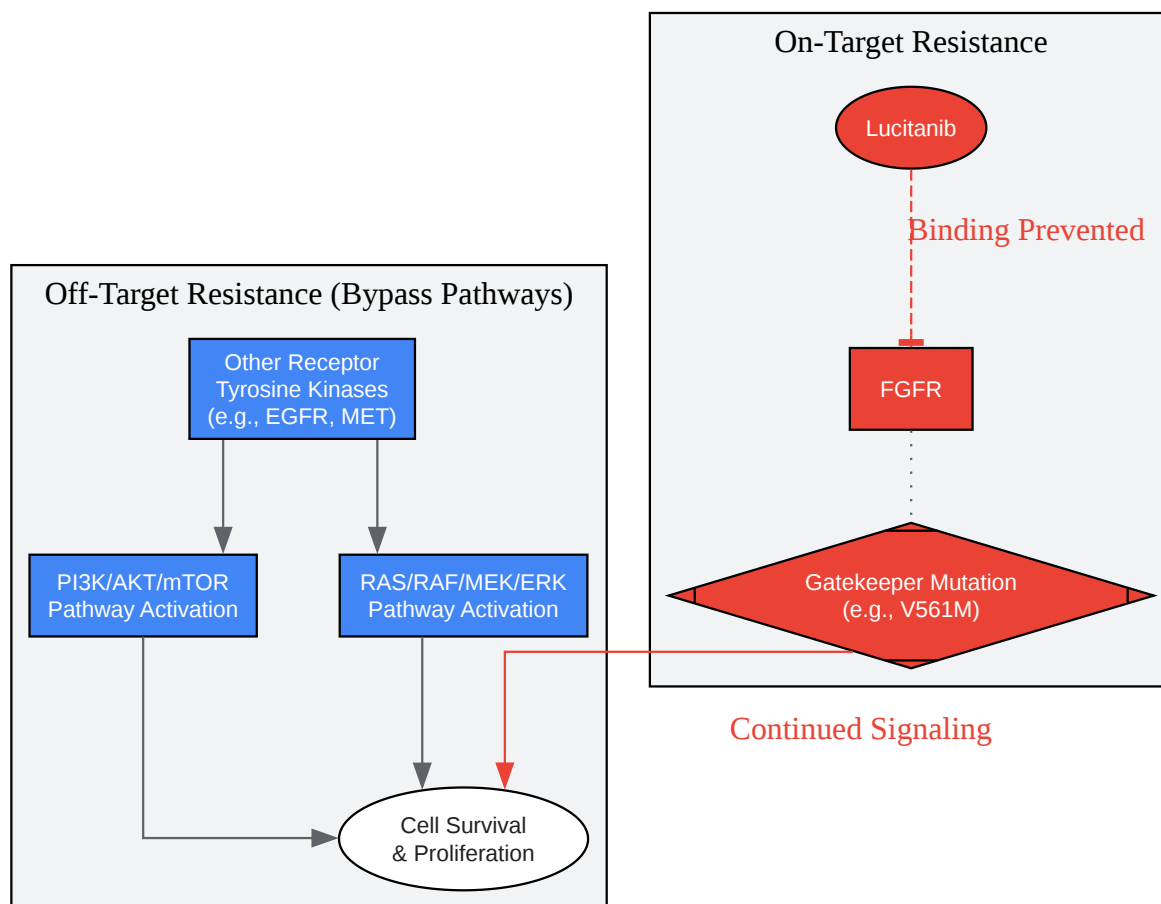 On-Target Resistance
Lucitanib
Binding Prevented
FGFR
Gatekeeper Mutation
(e.g., V561M)
Continued Signaling
Off-Target Resistance (Bypass Pathways)
Other Receptor
Tyrosine Kinases
(e.g., EGFR, MET)
PI3K/AKT/mTOR
Pathway Activation
RAS/RAF/MEK/ERK
Pathway Activation
Cell Survival
& Proliferation